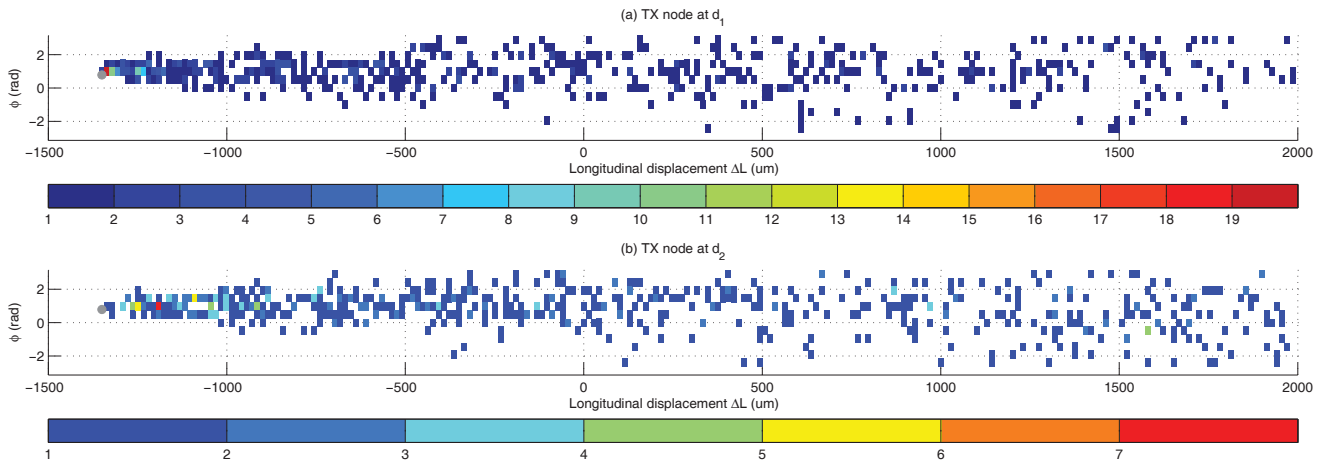 (a) TX node at d1
2
0
−2
ϕ (rad)
−1500 −1000 −500 0 500 1000 1500 2000
Longitudinal displacement ΔL (um)
1 2 3 4 5 6 7 8 9 10 11 12 13 14 15 16 17 18 19
(b) TX node at d2
2
0
−2
ϕ (rad)
−1500 −1000 −500 0 500 1000 1500 2000
Longitudinal displacement ΔL (um)
1 2 3 4 5 6 7